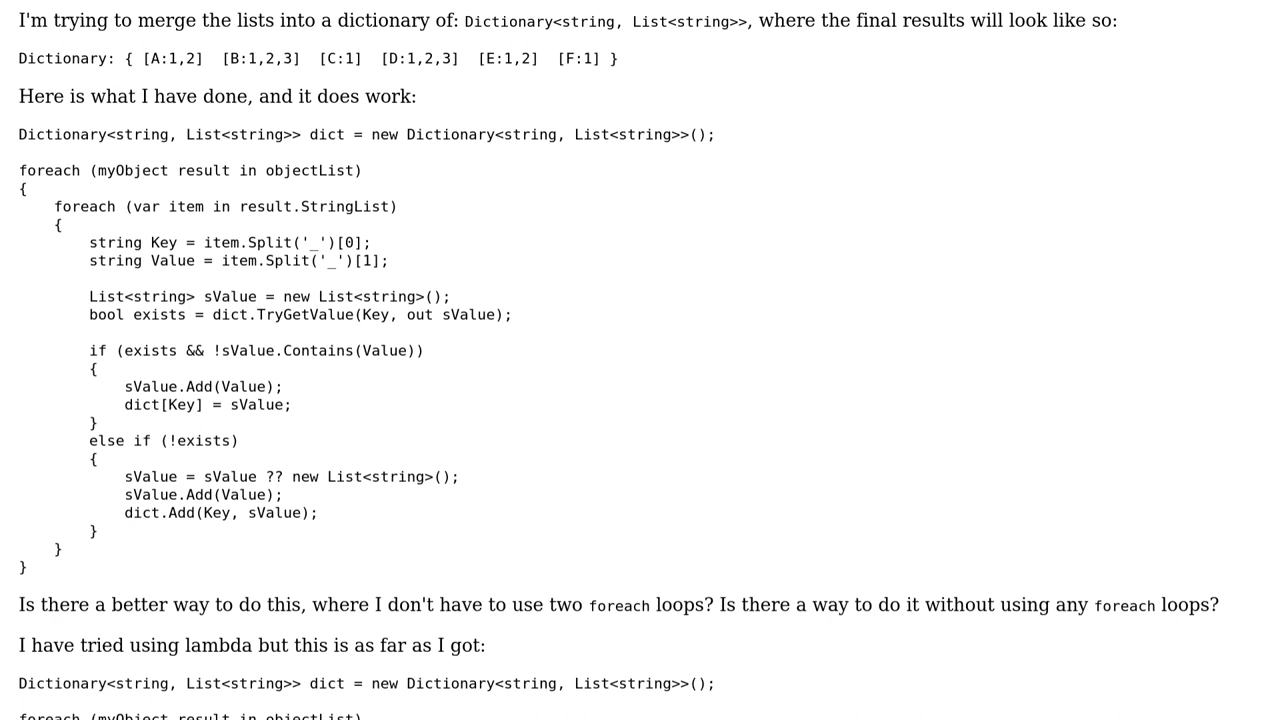 I'm trying to merge the lists into a dictionary of: Dictionary<string, List<string>>, where the final results will look like so:
Dictionary: { [A:1,2]  [B:1,2,3]  [C:1]  [D:1,2,3]  [E:1,2]  [F:1] }
Here is what I have done, and it does work:
Dictionary<string, List<string>> dict = new Dictionary<string, List<string>>();
foreach (myObject result in objectList)
{
    foreach (var item in result.StringList)
    {
        string Key = item.Split('_')[0];
        string Value = item.Split('_')[1];
        List<string> sValue = new List<string>();
        bool exists = dict.TryGetValue(Key, out sValue);
        if (exists && !sValue.Contains(Value))
        {
            sValue.Add(Value);
            dict[Key] = sValue;
        }
        else if (!exists)
        {
            sValue = sValue ?? new List<string>();
            sValue.Add(Value);
            dict.Add(Key, sValue);
        }
    }
}
Is there a better way to do this, where I don't have to use two foreach loops? Is there a way to do it without using any foreach loops?
I have tried using lambda but this is as far as I got:
Dictionary<string, List<string>> dict = new Dictionary<string, List<string>>();
foreach (myObject result in objectList)